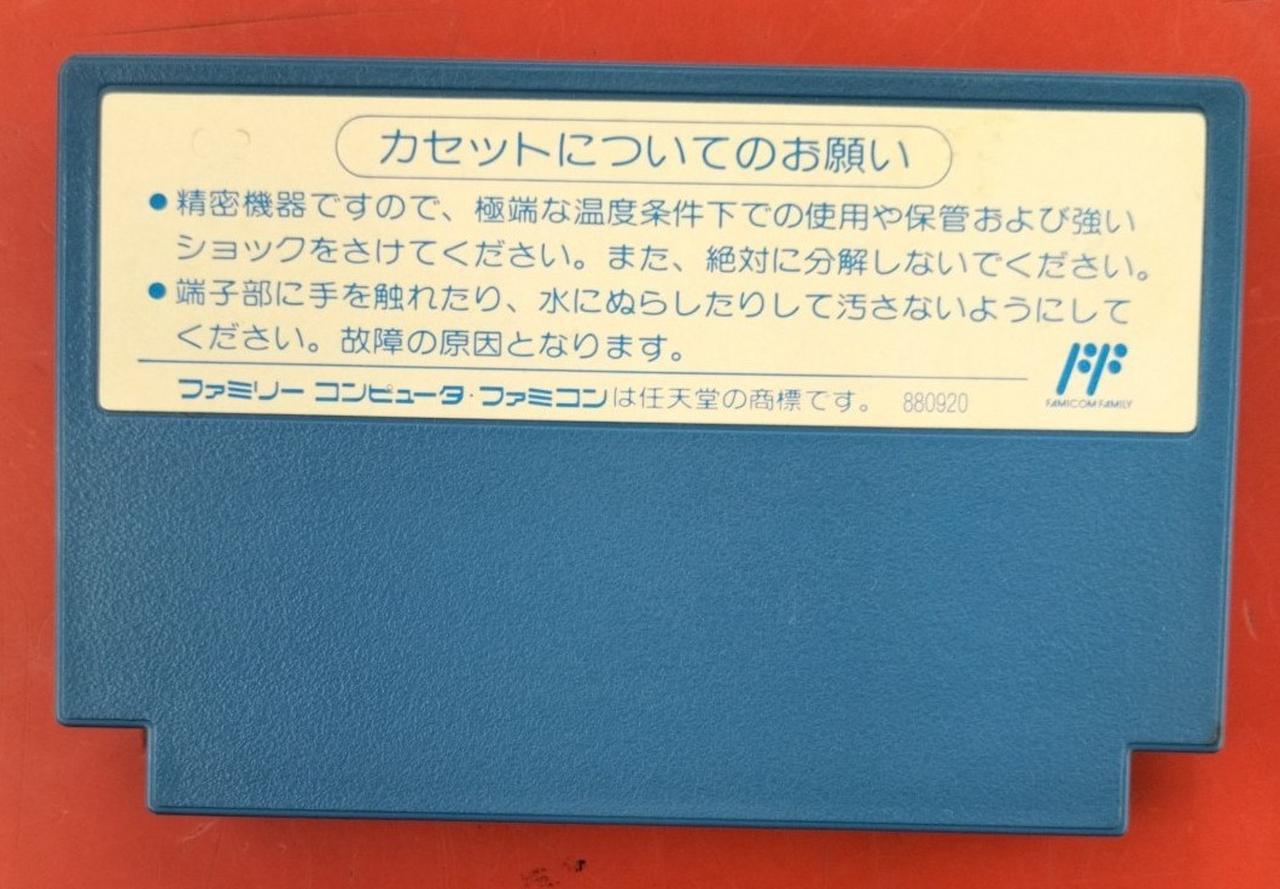 カセットについてのお願い
●精密機器ですので、極端な温度条件下での使用や保管および強い
ショックをさけてください。また、絶対に分解しないでください。
●端子部に手を触れたり、水にぬらしたりして汚さないようにして
ください。故障の原因となります。
ファミリー コンピュータ・ファミコンは任天堂の商標です。 880920
FAMICOM FAMILY